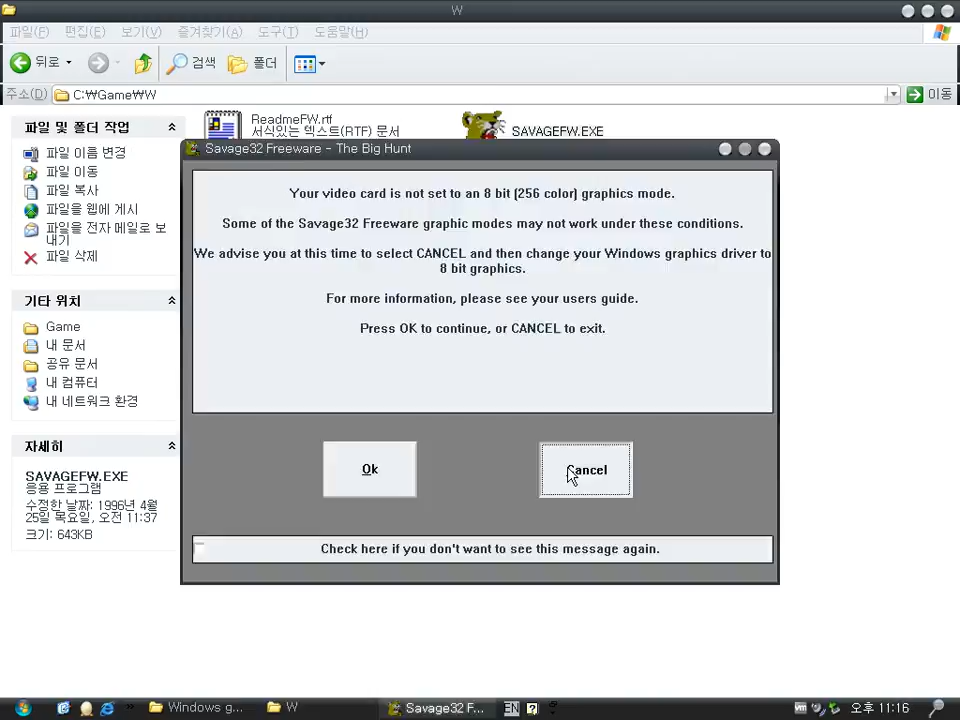 W
파일(F) 편집(E) 보기(V) 즐겨찾기(A) 도구(T) 도움말(H)
뒤로 검색 폴더
주소(D) C:\Game\W 이동
파일 및 폴더 작업
파일 이름 변경
파일 이동
파일 복사
파일을 웹에 게시
파일을 전자 메일로 보
내기
파일 삭제
기타 위치
Game
내 문서
공유 문서
내 컴퓨터
내 네트워크 환경
자세히
SAVAGEFW.EXE
응용 프로그램
수정한 날짜: 1996년 4월
25일 목요일, 오전 11:37
크기: 643KB
ReadmeFW.rtf
서식있는 텍스트(RTF) 문서
SAVAGEFW.EXE
Savage32 Freeware - The Big Hunt
Your video card is not set to an 8 bit (256 color) graphics mode.
Some of the Savage32 Freeware graphic modes may not work under these conditions.
We advise you at this time to select CANCEL and then change your Windows graphics driver to
8 bit graphics.
For more information, please see your users guide.
Press OK to continue, or CANCEL to exit.
Ok Cancel
Check here if you don't want to see this message again.
Windows g... W Savage32 F... EN ? 오후 11:16